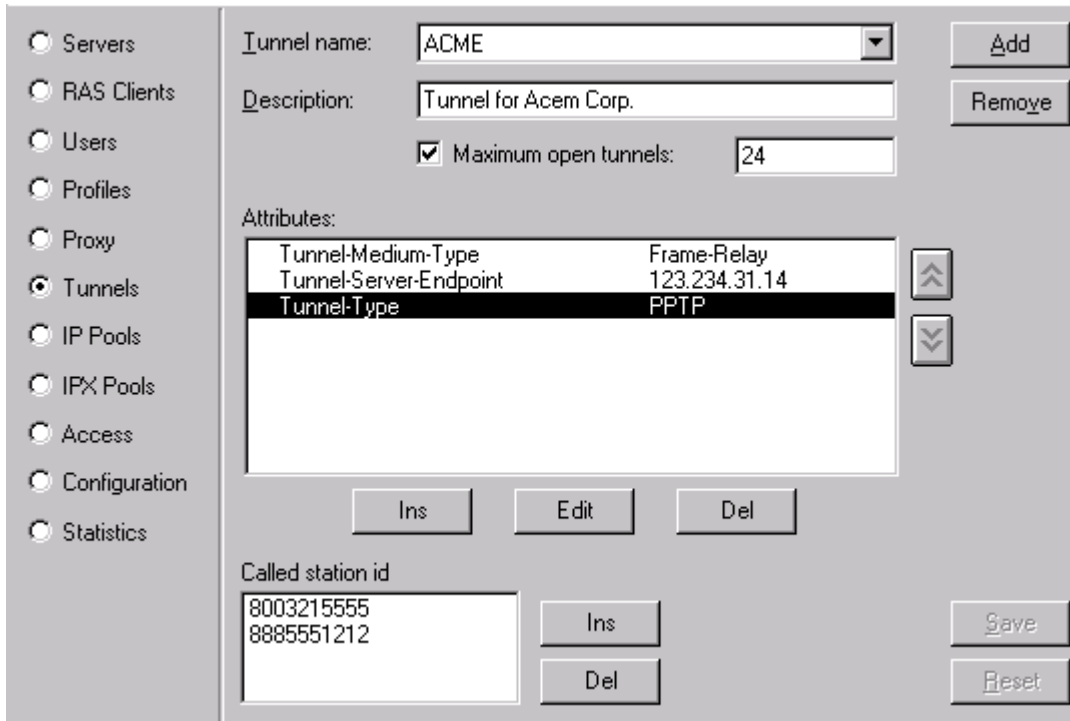 Servers
RAS Clients
Users
Profiles
Proxy
Tunnels
IP Pools
IPX Pools
Access
Configuration
Statistics
Tunnel name: ACME Add
Description: Tunnel for Acem Corp. Remove
Maximum open tunnels: 24
Attributes:
Tunnel-Medium-Type Frame-Relay
Tunnel-Server-Endpoint 123.234.31.14
Tunnel-Type PPTP
Ins Edit Del
Called station id
8003215555
8885551212
Ins Save
Del Reset